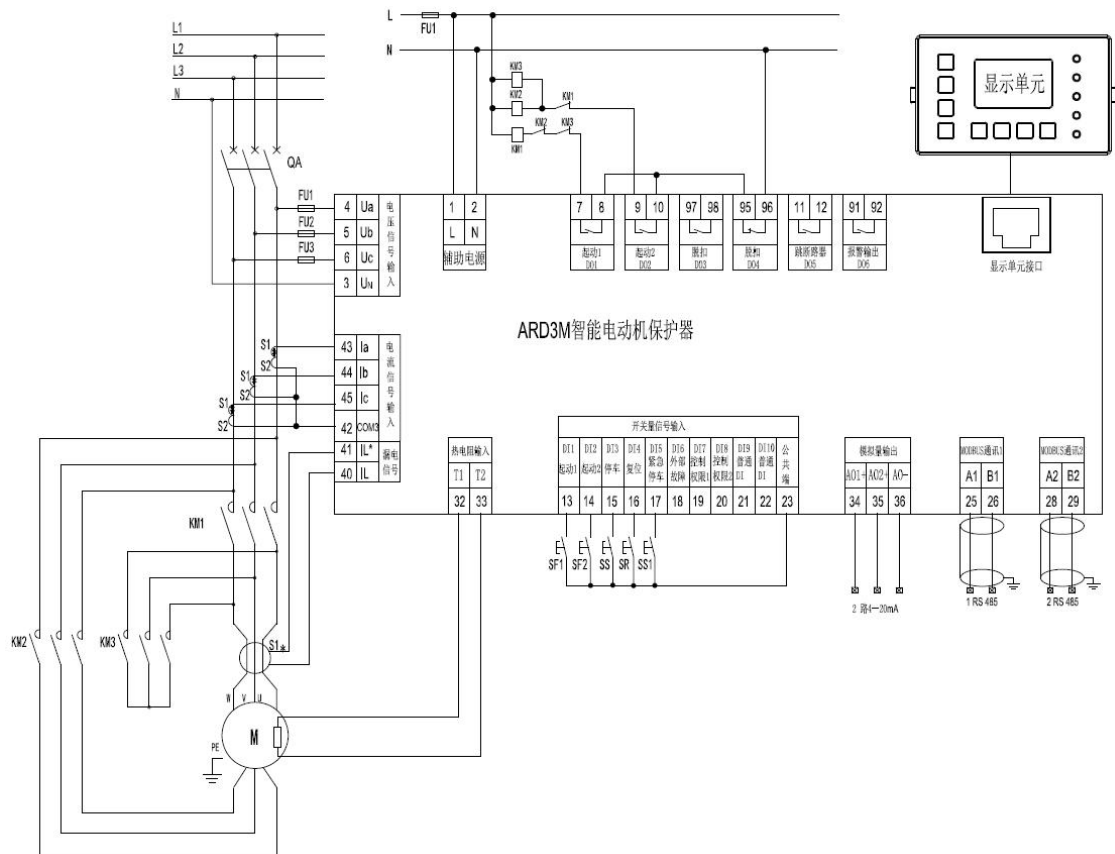 L1
L2
L3
N
L
FU1
N
KM3
KM2
KM1
KM2
KM3
KM1
显示单元
QA
FU1
FU2
FU3
4 Ua
5 Ub
6 Uc
3 UN
电压信号输入
1 2
L N
辅助电源
7 8
起动1
DO1
9 10
起动2
DO2
97 98
脱扣
DO3
95 96
脱扣
DO4
11 12
跳断路器
DO5
91 92
报警输出
DO6
显示单元接口
ARD3M智能电动机保护器
S1
S2
S1
S2
S1
S2
43 Ia
44 Ib
45 Ic
42 COM3
电流信号输入
41 IL*
40 IL
漏电信号
热电阻输入
T1 T2
32 33
开关量信号输入
DI1 起动1
DI2 起动2
DI3 停车
DI4 复位
DI5 紧急停车
DI6 外部故障
DI7 控制权限1
DI8 控制权限2
DI9 普通DI
DI10 普通DI
公共端
13 14 15 16 17 18 19 20 21 22 23
SF1 SF2 SS SR SS1
模拟量输出
AO1+ AO2+ AO-
34 35 36
2 路4—20mA
MODBUS通讯1
A1 B1
25 26
1 RS 485
MODBUS通讯2
A2 B2
28 29
2 RS 485
KM1
KM2
KM3
S1*
W V U
M
PE